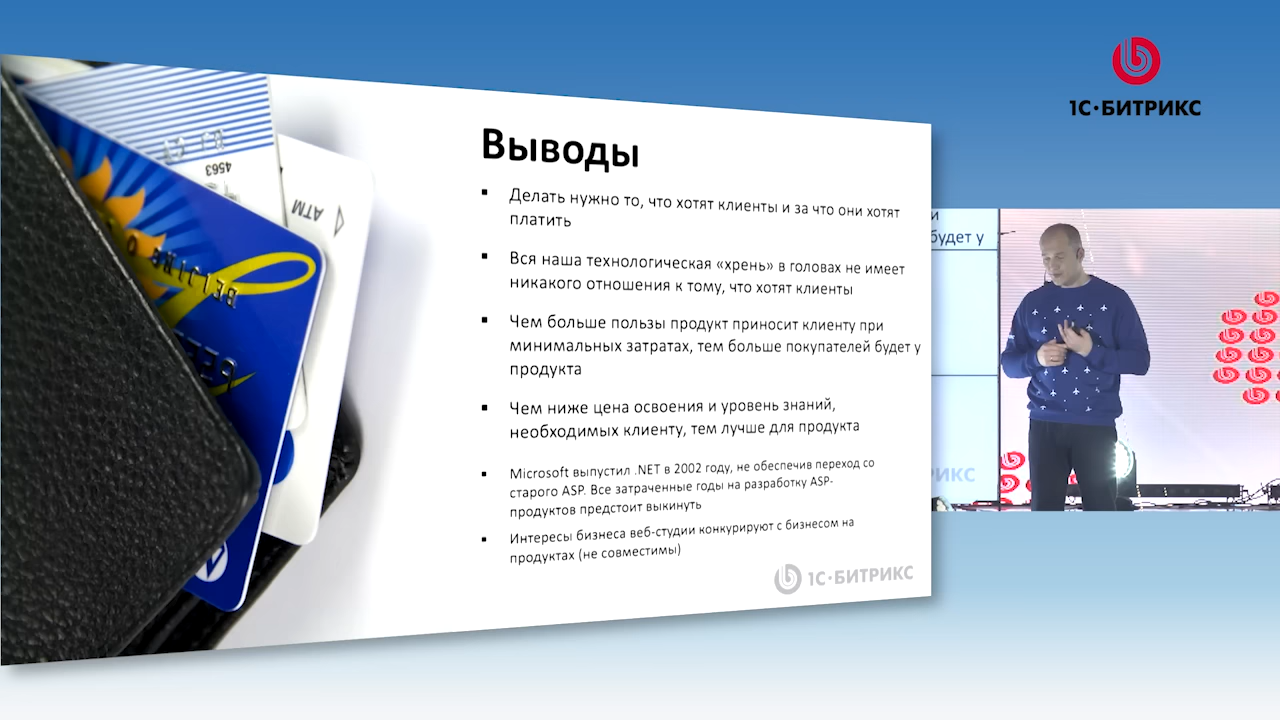 1С·БИТРИКС
Выводы
Делать нужно то, что хотят клиенты и за что они хотят
платить
Вся наша технологическая «хрень» в головах не имеет
никакого отношения к тому, что хотят клиенты
Чем больше пользы продукт приносит клиенту при
минимальных затратах, тем больше покупателей будет у
продукта
Чем ниже цена освоения и уровень знаний,
необходимых клиенту, тем лучше для продукта
Microsoft выпустил .NET в 2002 году, не обеспечив переход со
старого ASP. Все затраченные годы на разработку ASP-
продуктов предстоит выкинуть
Интересы бизнеса веб-студии конкурируют с бизнесом на
продуктах (не совместимы)
1С·БИТРИКС
4563
ATM
и
будет у
РИКС